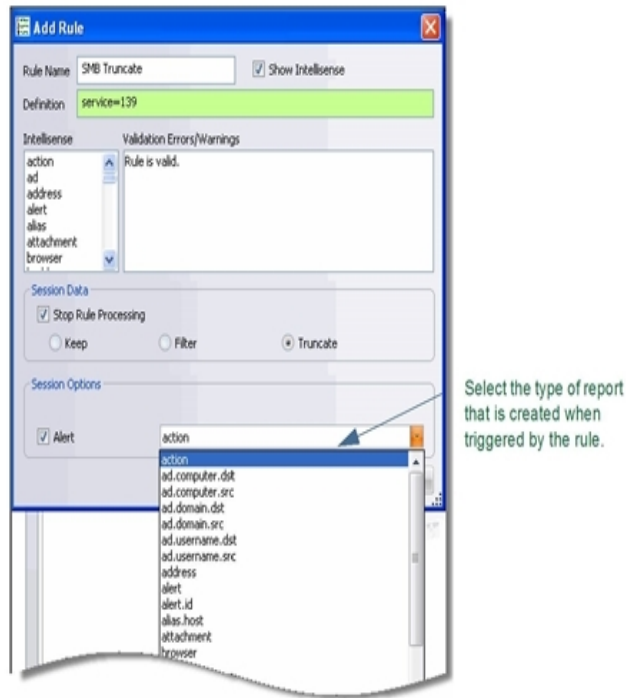 Add Rule
Rule Name SMB Truncate Show Intellisense
Definition service=139
Intellisense Validation Errors/Warnings
action
ad
address
alert
alias
attachment
browser
Rule is valid.
Session Data
Stop Rule Processing
Keep Filter Truncate
Session Options
Alert action
action
ad.computer.dst
ad.computer.src
ad.domain.dst
ad.domain.src
ad.username.dst
ad.username.src
address
alert
alert.id
alias.host
attachment
browser
Select the type of report
that is created when
triggered by the rule.